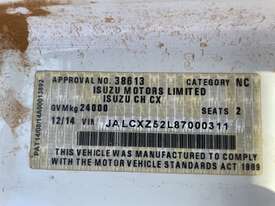 APPROVAL NO. 38613 CATEGORY NC
ISUZU MOTORS LIMITED
ISUZU CH CX
GVMkg 24000 SEATS 2
12/14 VIN JALCXZ52L87000311
THIS VEHICLE WAS MANUFACTURED TO COMPLY
WITH THE MOTOR VEHICLE STANDARDS ACT 1989